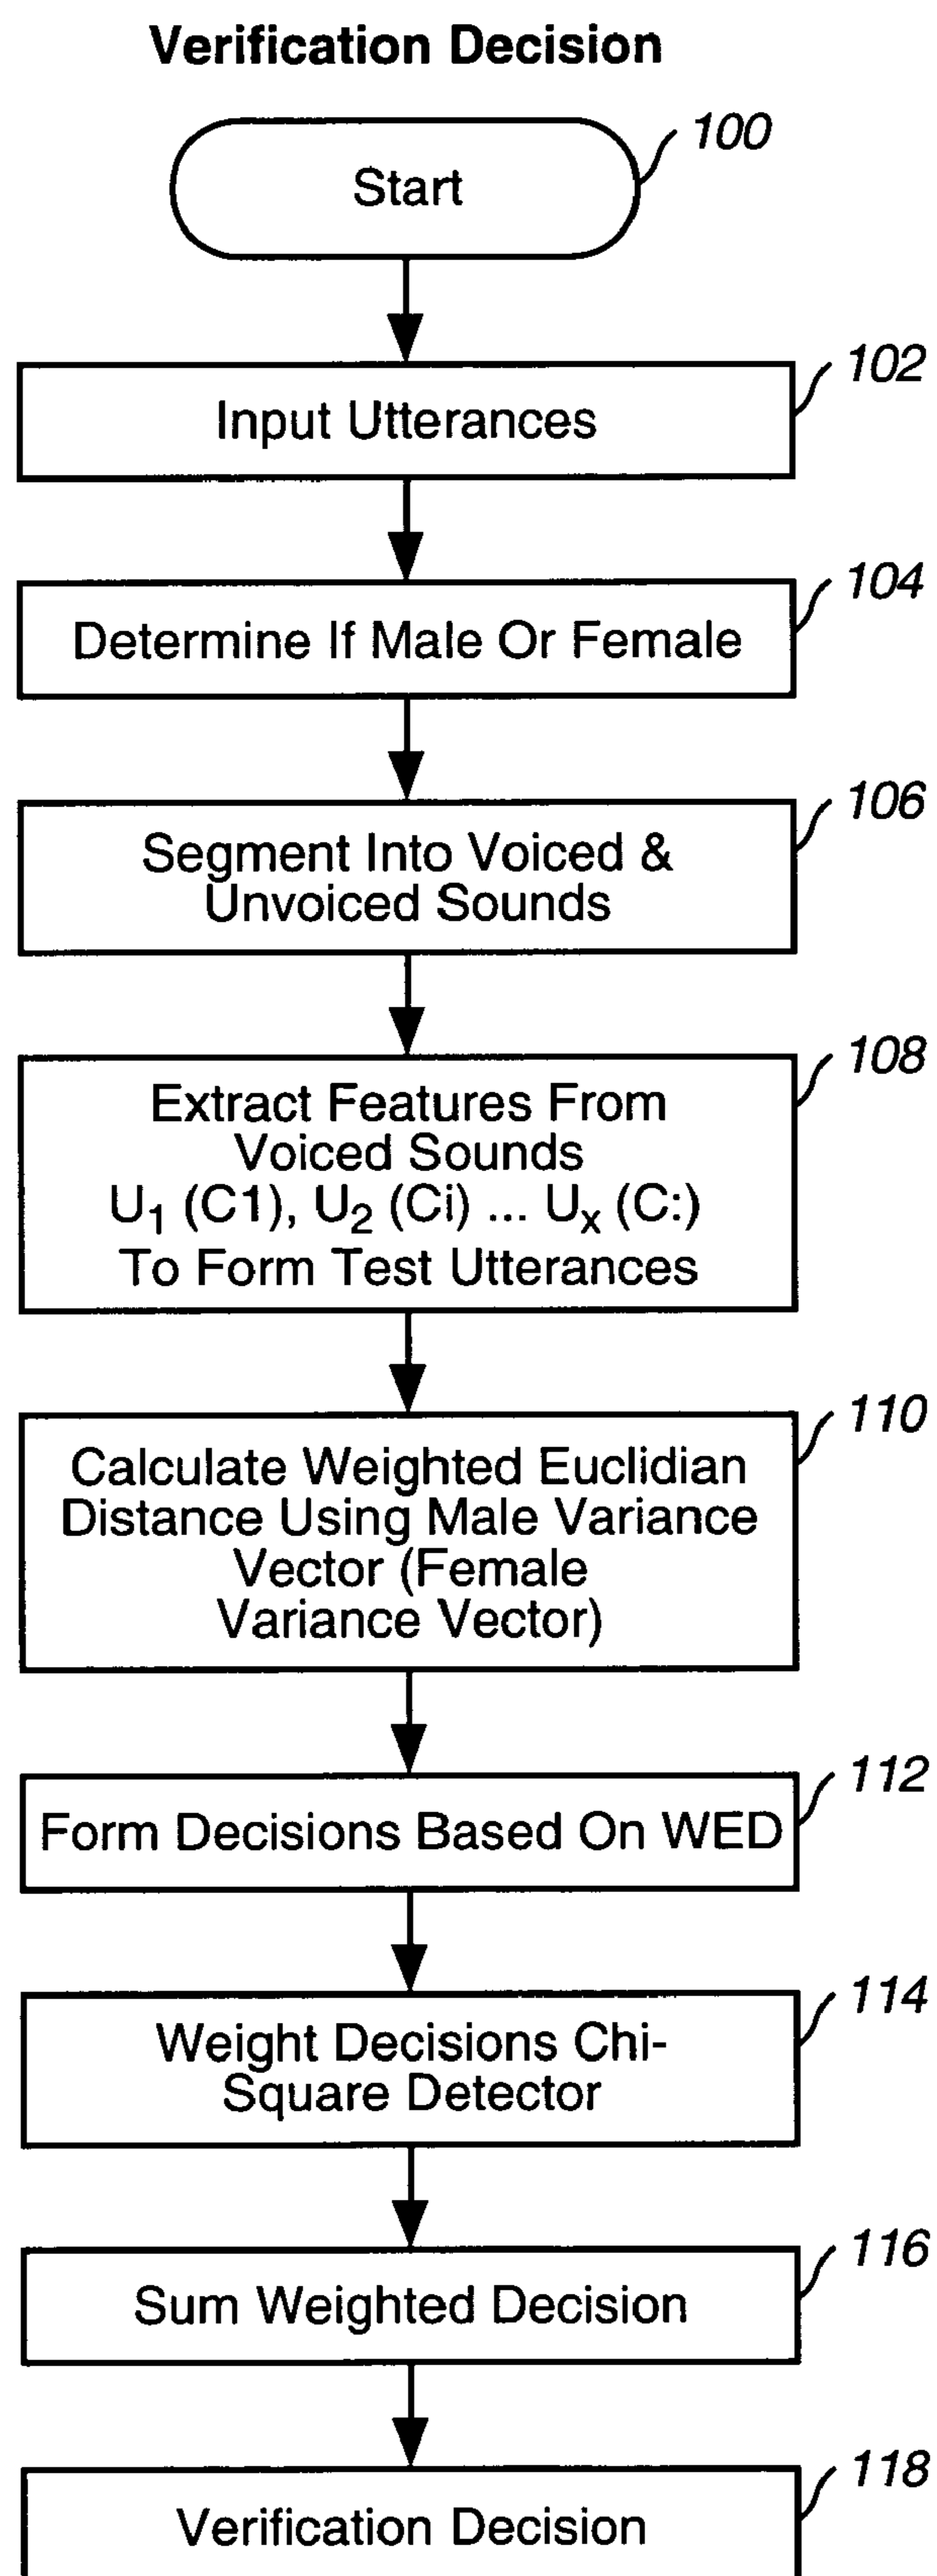 Verification Decision
100
Start
102
Input Utterances
104
Determine If Male Or Female
106
Segment Into Voiced &
Unvoiced Sounds
108
Extract Features From
Voiced Sounds
U1 (C1), U2 (Ci) ... Ux (C:)
To Form Test Utterances
110
Calculate Weighted Euclidian
Distance Using Male Variance
Vector (Female
Variance Vector)
112
Form Decisions Based On WED
114
Weight Decisions Chi-
Square Detector
116
Sum Weighted Decision
118
Verification Decision